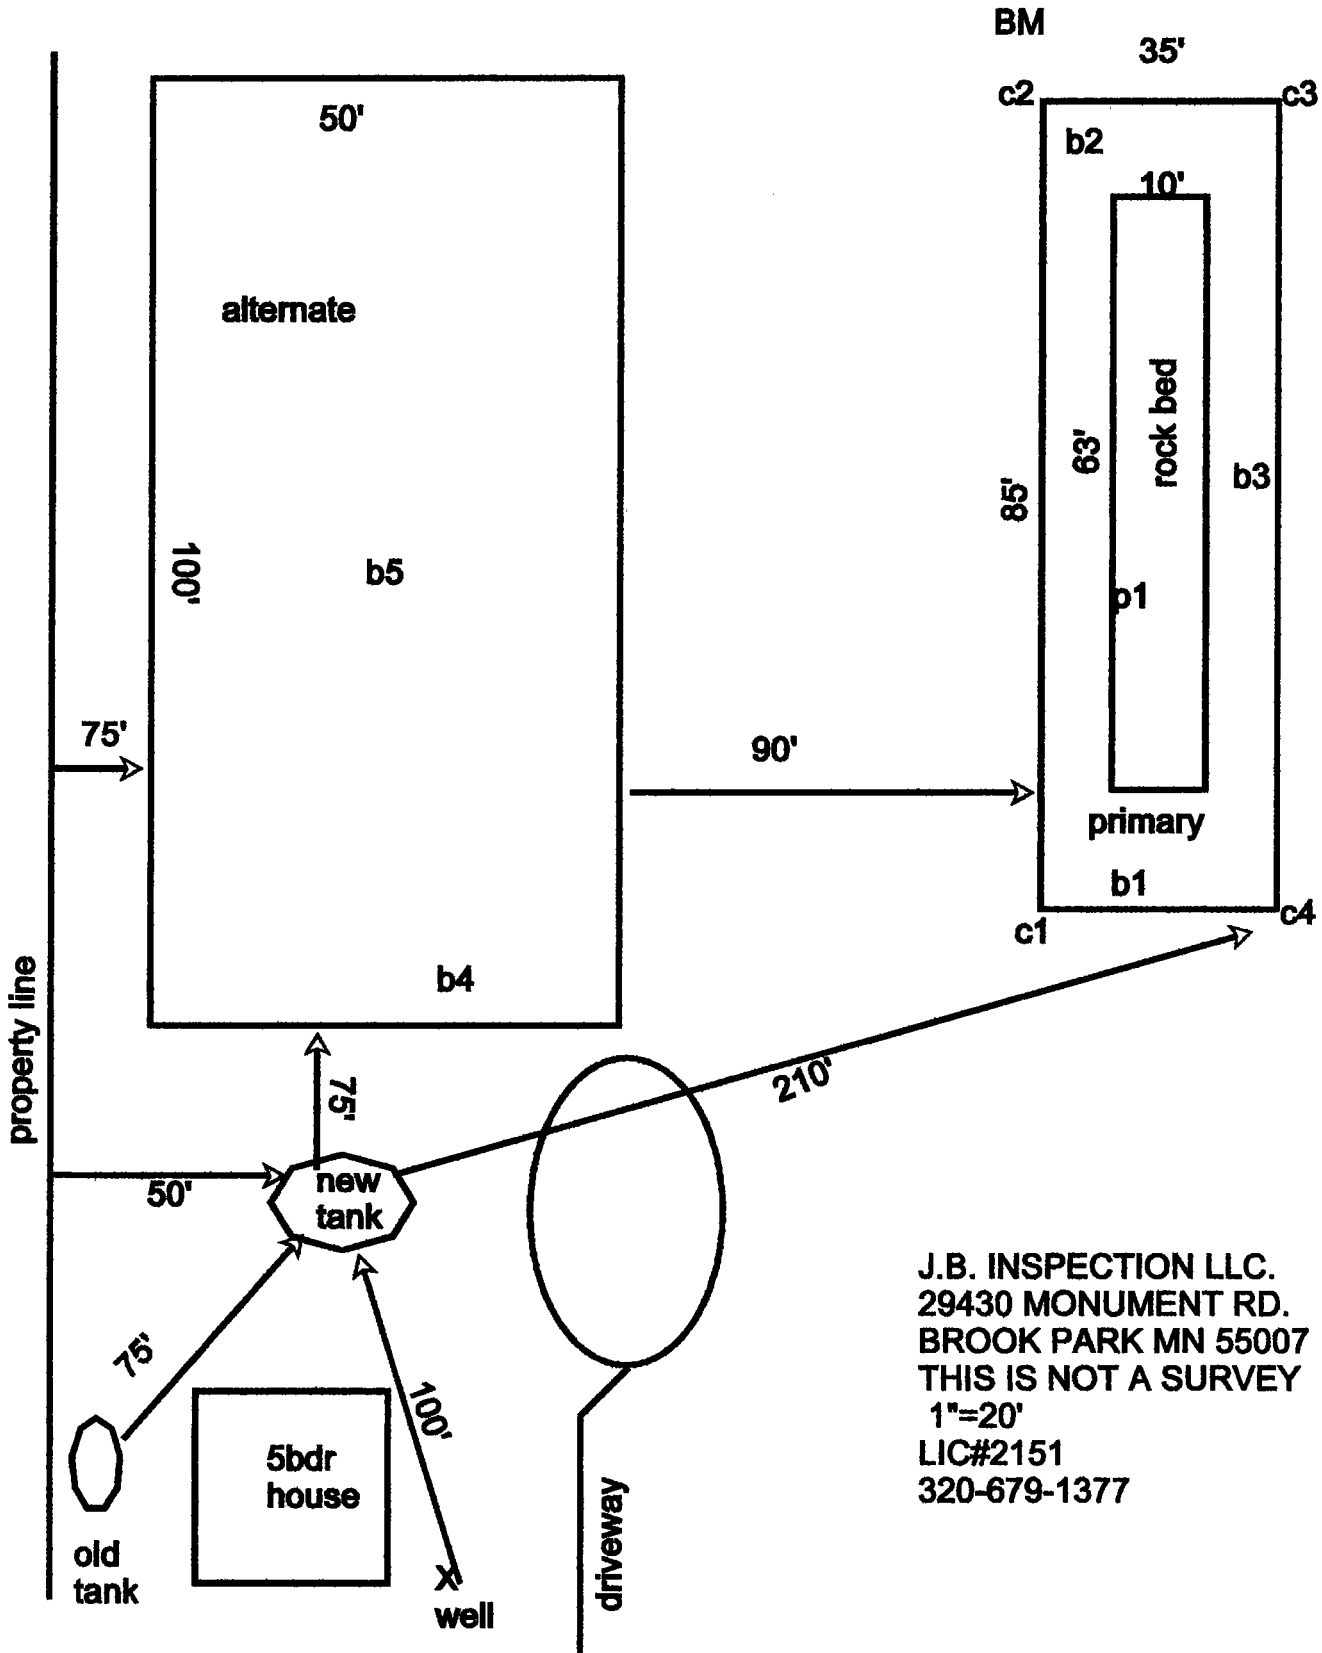 BM
35'
c2
c3
50'
b2
10'
alternate
rock bed
63'
85'
b3
100'
b5
p1
75'
90'
primary
b1
c4
c1
b4
property line
75'
210'
50'
new
tank
75'
100'
5bdr
house
old
tank
X
well
driveway
J.B. INSPECTION LLC.
29430 MONUMENT RD.
BROOK PARK MN 55007
THIS IS NOT A SURVEY
1"=20'
LIC#2151
320-679-1377